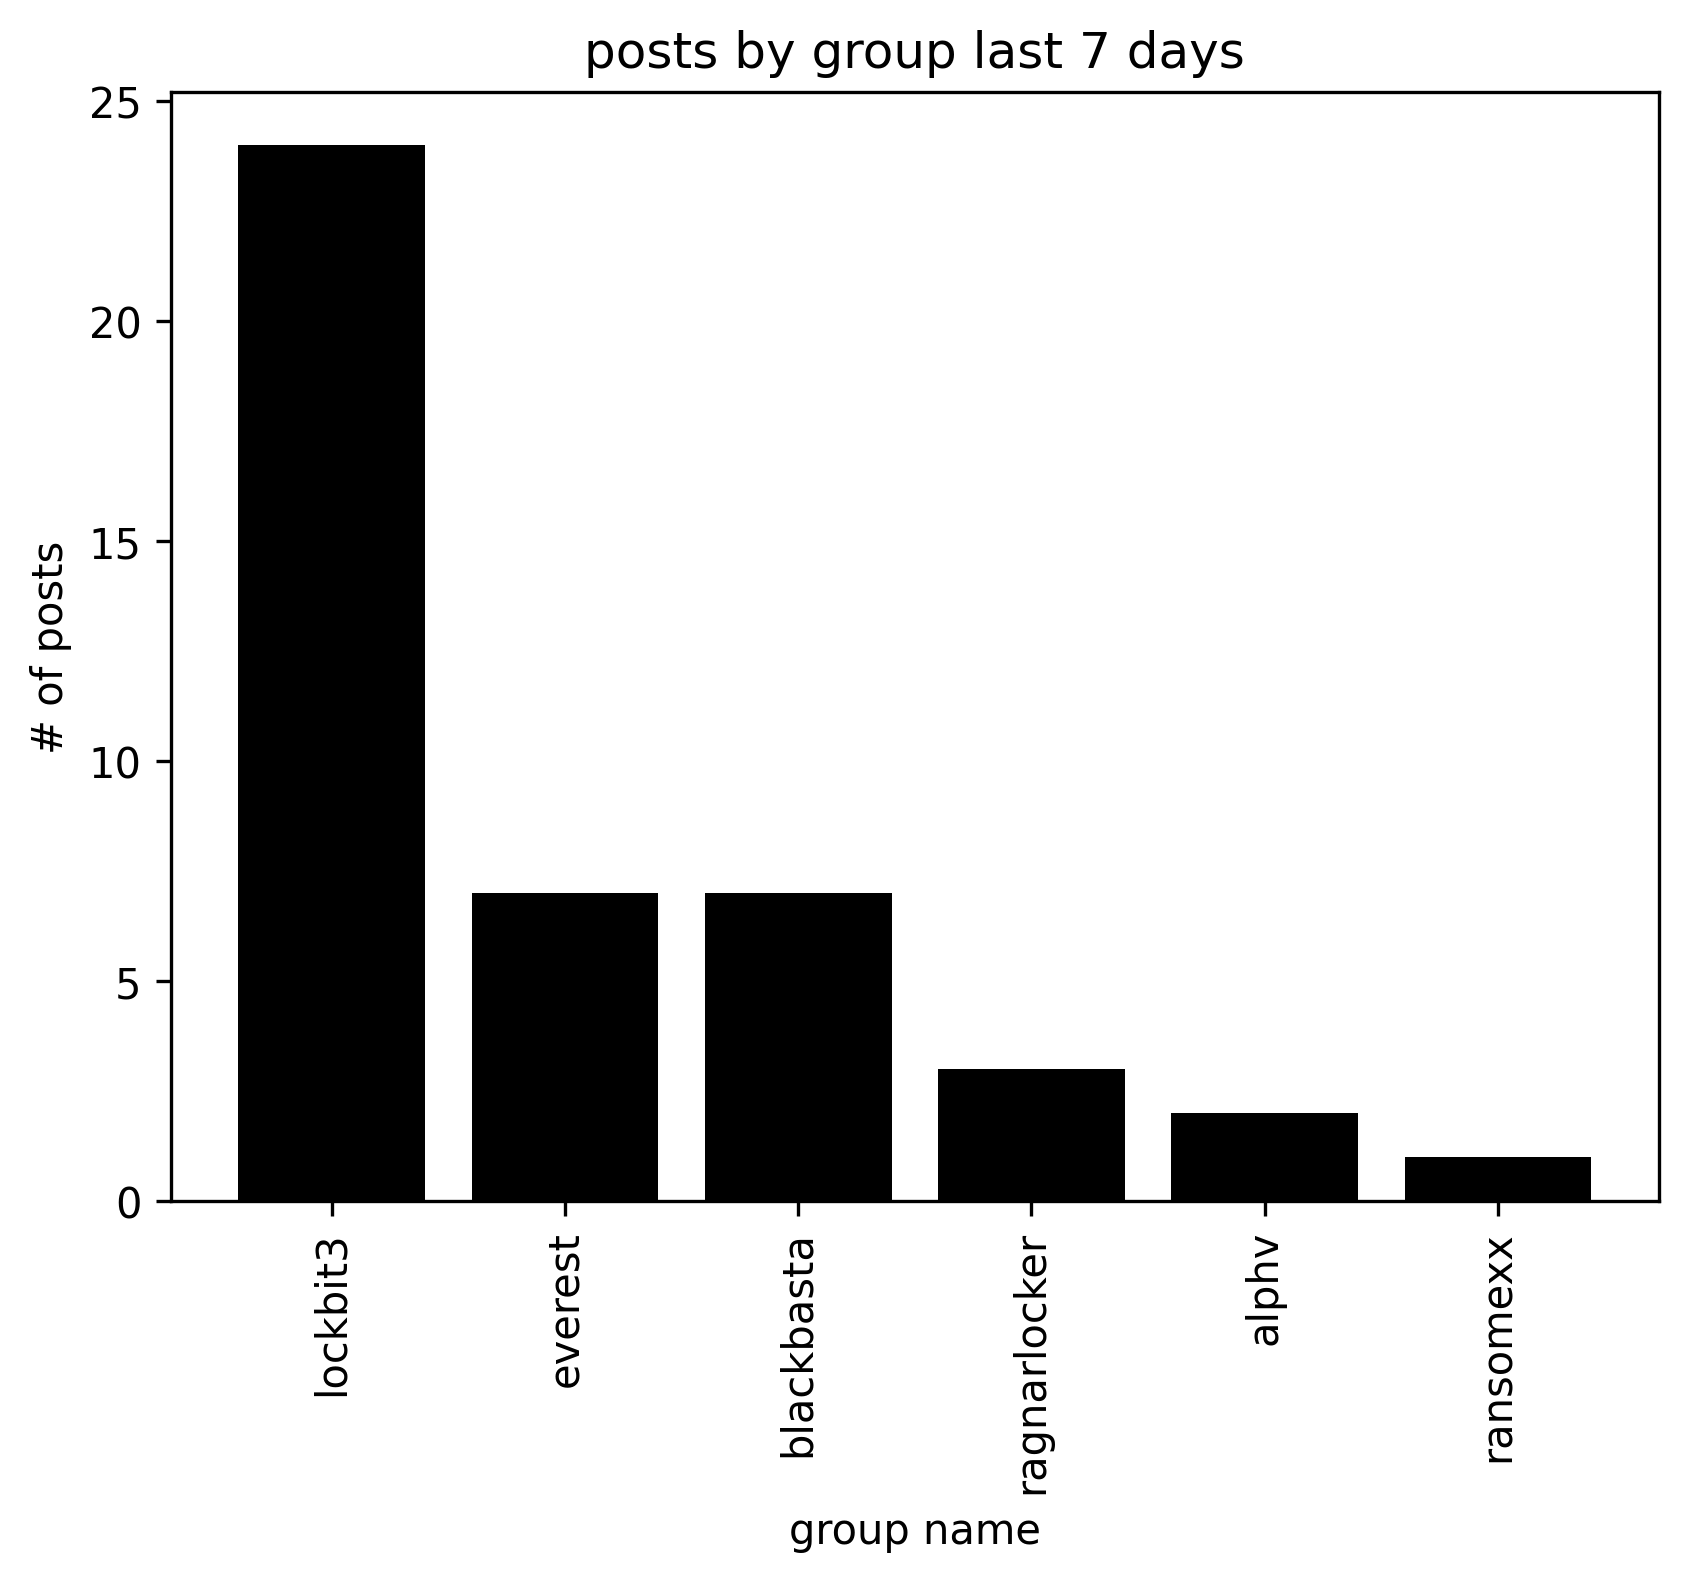 posts by group last 7 days
25
20
15
10
5
0
# of posts
lockbit3
everest
blackbasta
ragnarlocker
alphv
ransomexx
group name